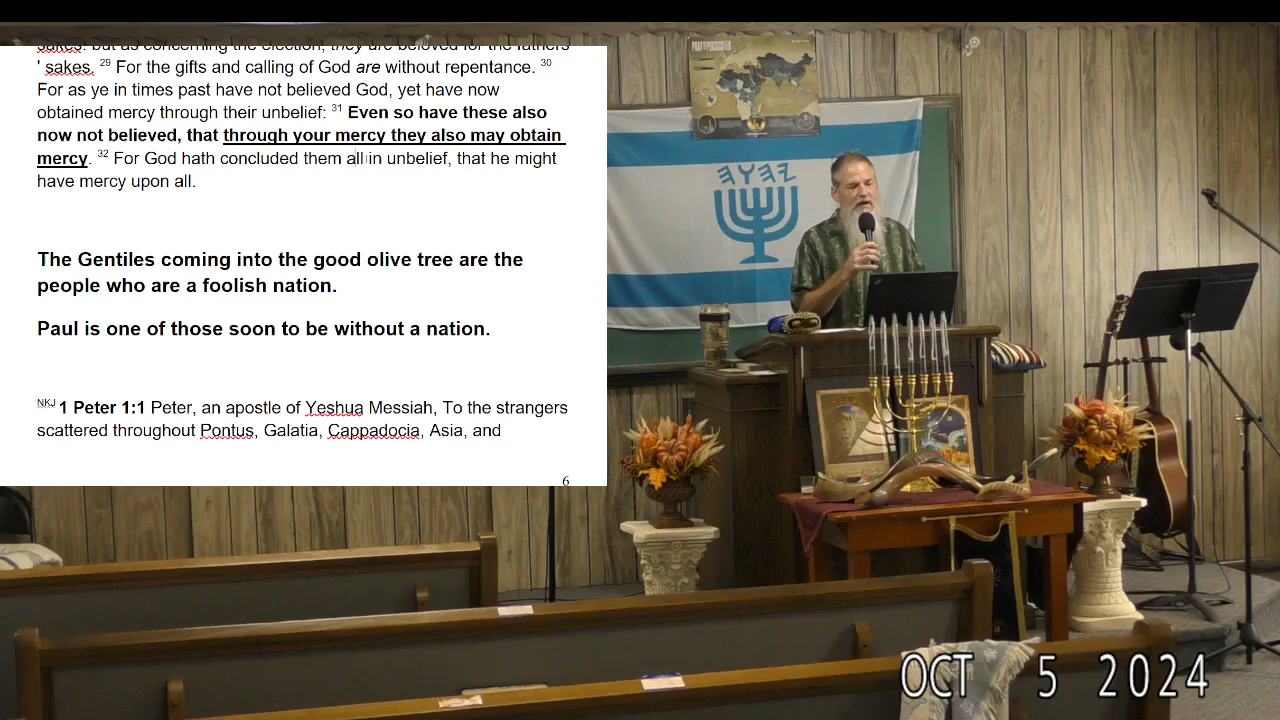 sakes: but as concerning the election, they are beloved for the fathers
' sakes. 29 For the gifts and calling of God are without repentance. 30
For as ye in times past have not believed God, yet have now
obtained mercy through their unbelief: 31 Even so have these also
now not believed, that through your mercy they also may obtain
mercy. 32 For God hath concluded them all in unbelief, that he might
have mercy upon all.
The Gentiles coming into the good olive tree are the
people who are a foolish nation.
Paul is one of those soon to be without a nation.
NKJ 1 Peter 1:1 Peter, an apostle of Yeshua Messiah, To the strangers
scattered throughout Pontus, Galatia, Cappadocia, Asia, and
6
𐤉𐤄𐤅𐤄
OCT 5 2024